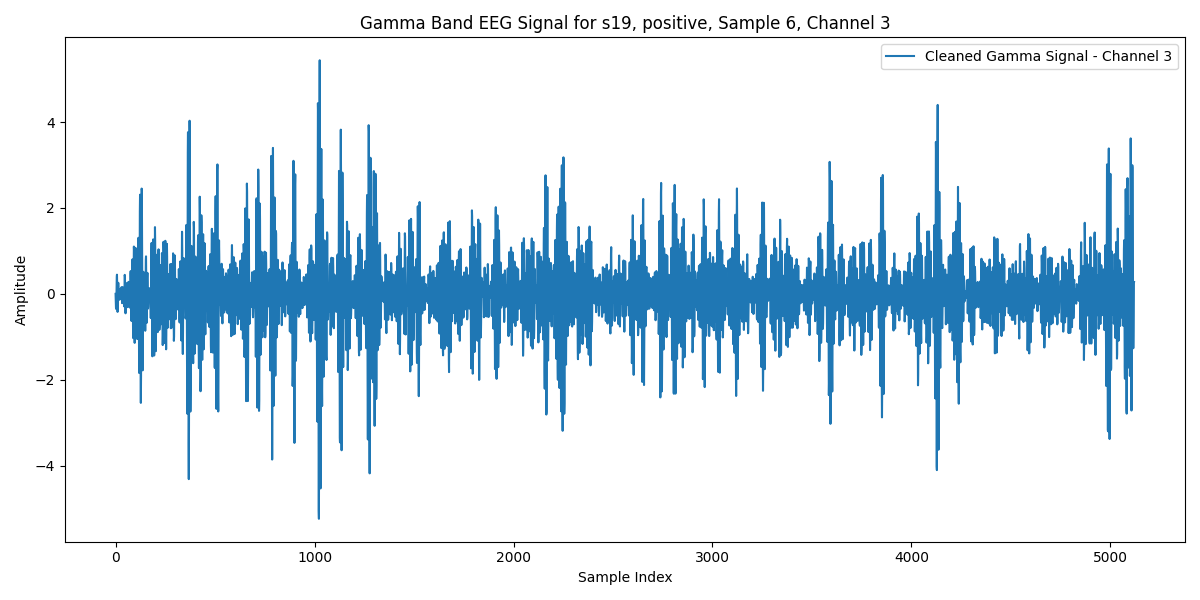 Gamma Band EEG Signal for s19, positive, Sample 6, Channel 3
Cleaned Gamma Signal - Channel 3
Amplitude
4
2
0
−2
−4
0 1000 2000 3000 4000 5000
Sample Index